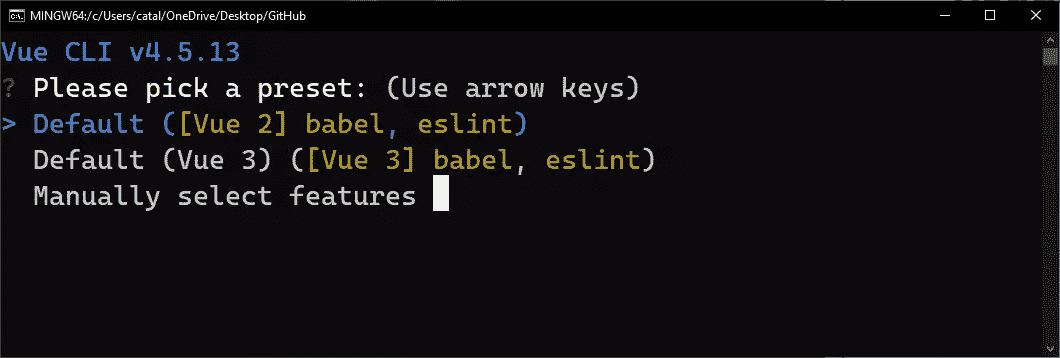 MINGW64:/c/Users/catal/OneDrive/Desktop/GitHub
Vue CLI v4.5.13
? Please pick a preset: (Use arrow keys)
> Default ([Vue 2] babel, eslint)
Default (Vue 3) ([Vue 3] babel, eslint)
Manually select features